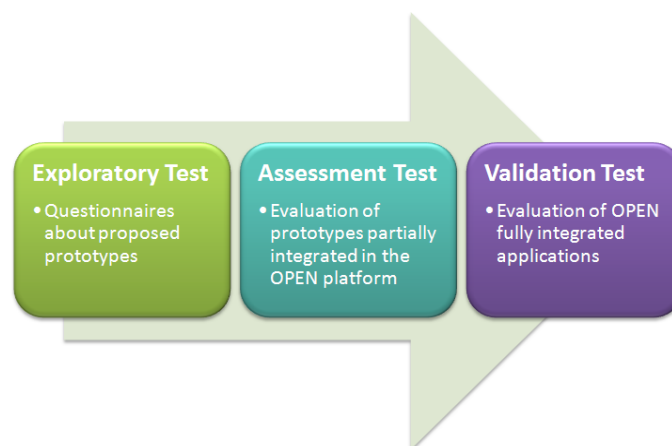 Exploratory Test
• Questionnaires
about proposed
prototypes
Assessment Test
• Evaluation of
prototypes partially
integrated in the
OPEN platform
Validation Test
• Evaluation of OPEN
fully integrated
applications